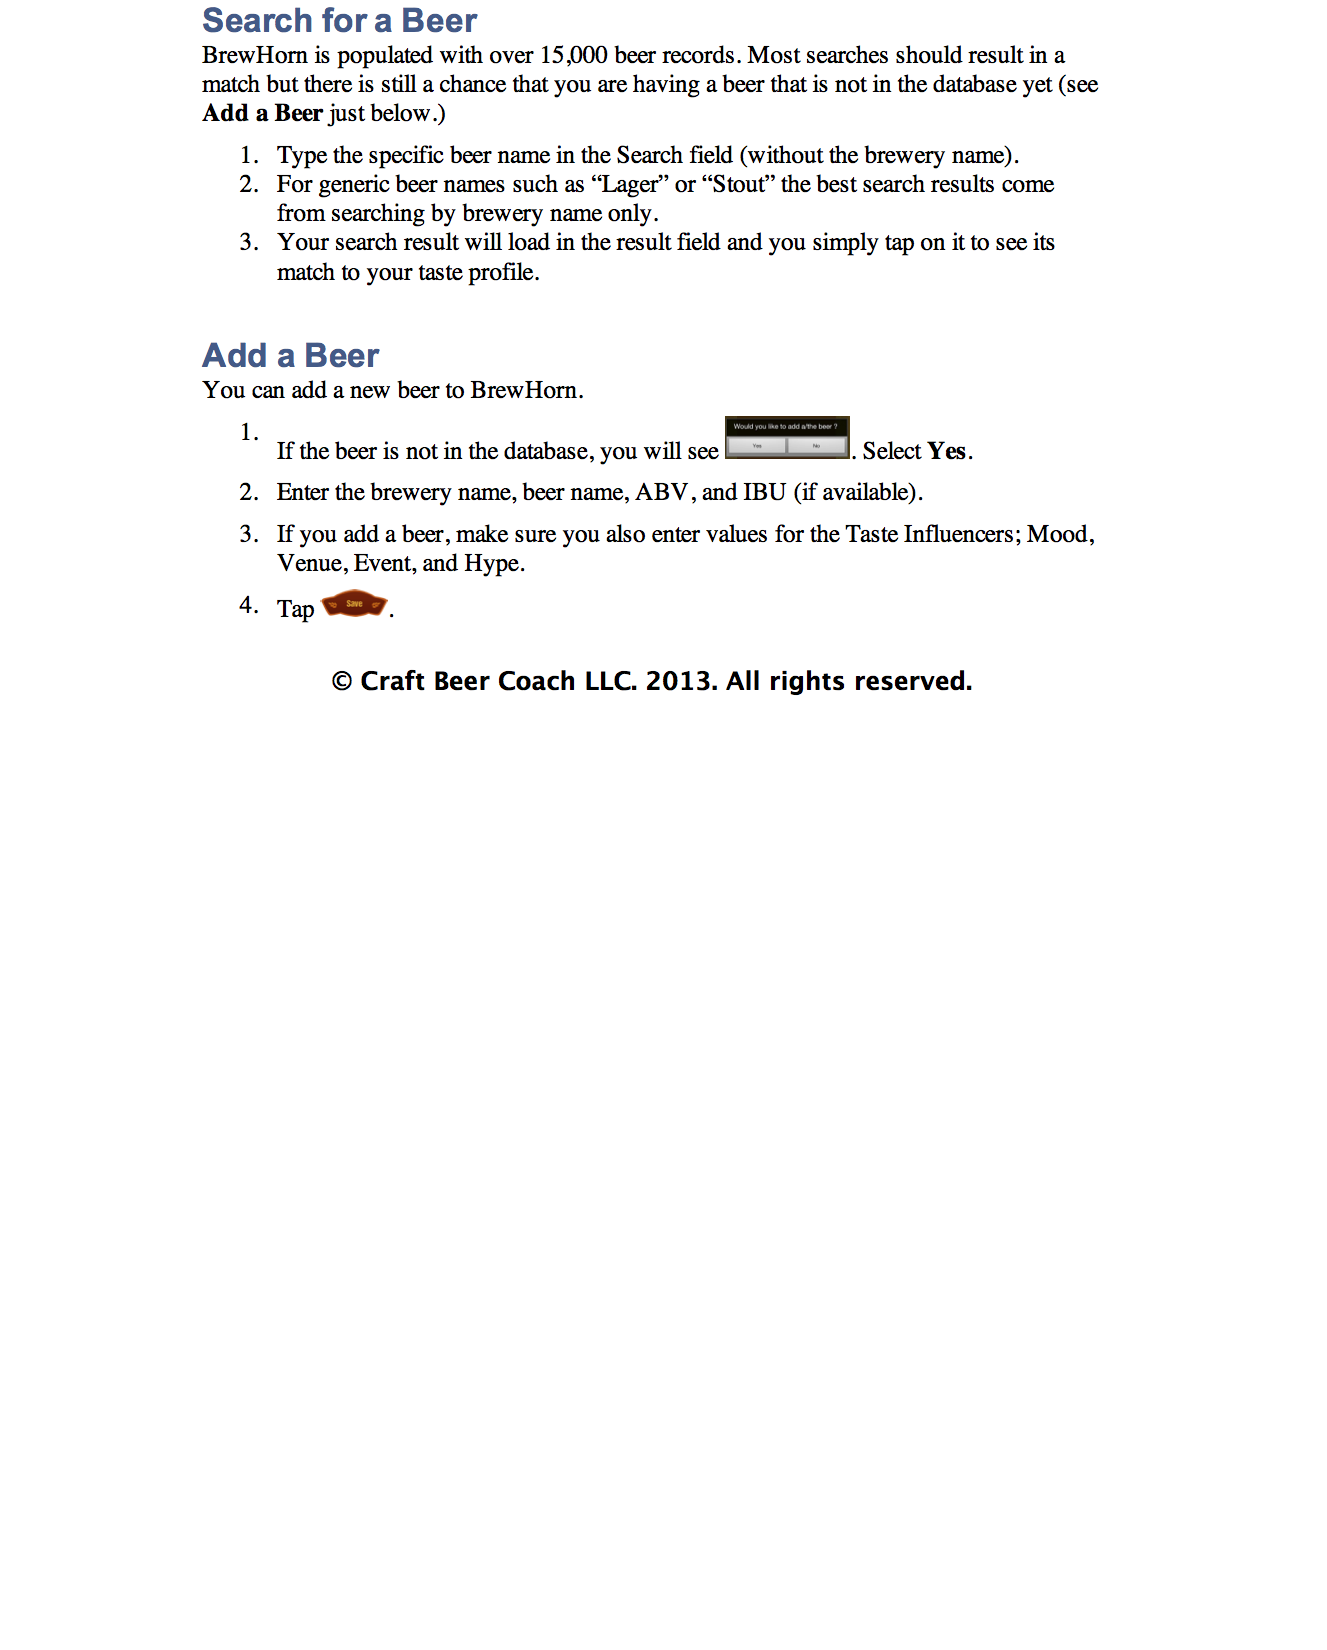 Search for a Beer
BrewHorn is populated with over 15,000 beer records. Most searches should result in a
match but there is still a chance that you are having a beer that is not in the database yet (see
Add a Beer just below.)
1. Type the specific beer name in the Search field (without the brewery name).
2. For generic beer names such as “Lager” or “Stout” the best search results come
from searching by brewery name only.
3. Your search result will load in the result field and you simply tap on it to see its
match to your taste profile.
Add a Beer
You can add a new beer to BrewHorn.
1. If the beer is not in the database, you will see Would you like to add a/the beer ? Yes No . Select Yes.
2. Enter the brewery name, beer name, ABV, and IBU (if available).
3. If you add a beer, make sure you also enter values for the Taste Influencers; Mood,
Venue, Event, and Hype.
4. Tap Save .
© Craft Beer Coach LLC. 2013. All rights reserved.